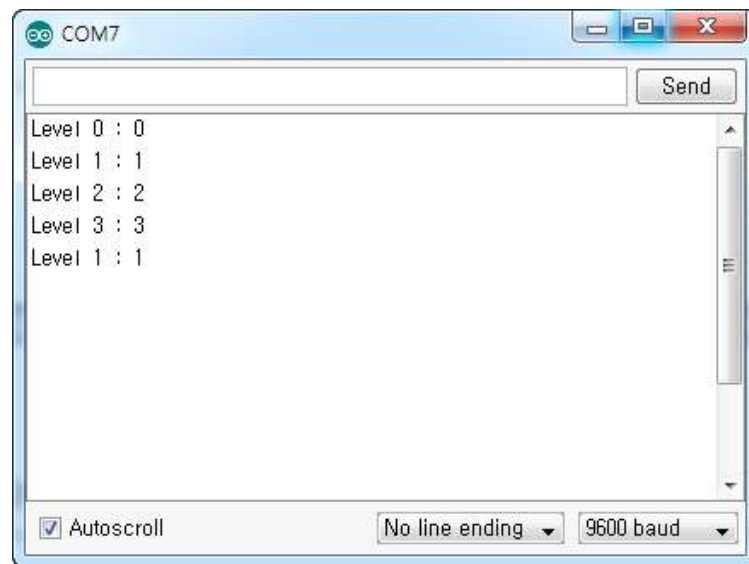 COM7
Send
Level 0 : 0
Level 1 : 1
Level 2 : 2
Level 3 : 3
Level 1 : 1
Autoscroll
No line ending
9600 baud